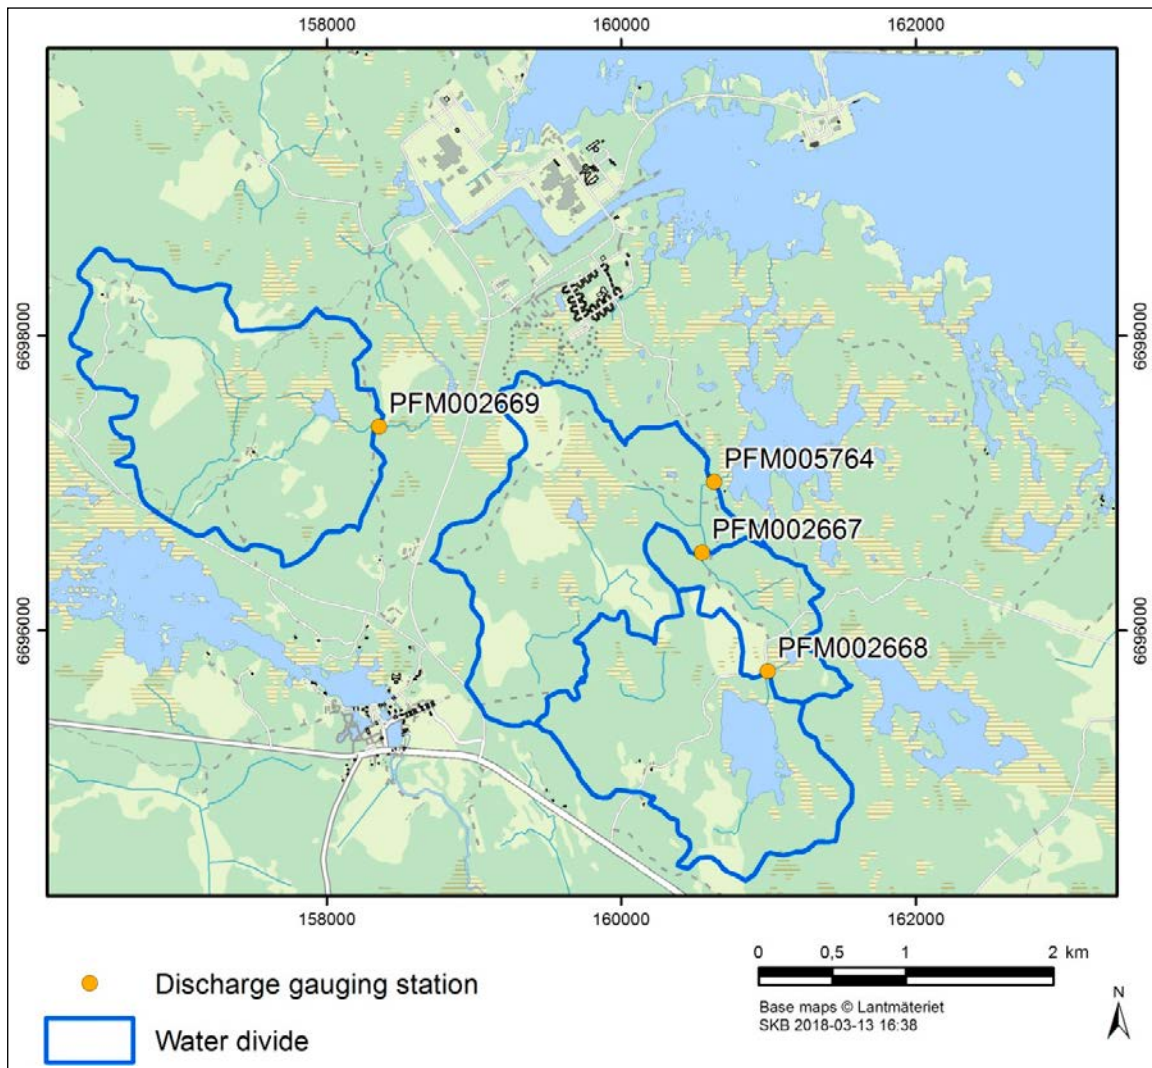 158000 160000 162000
6698000 6698000
PFM002669
PFM005764
PFM002667
6696000 6696000
PFM002668
158000 160000 162000
0 0,5 1 2 km
Discharge gauging station
Base maps © Lantmäteriet
SKB 2018-03-13 16:38
N
Water divide